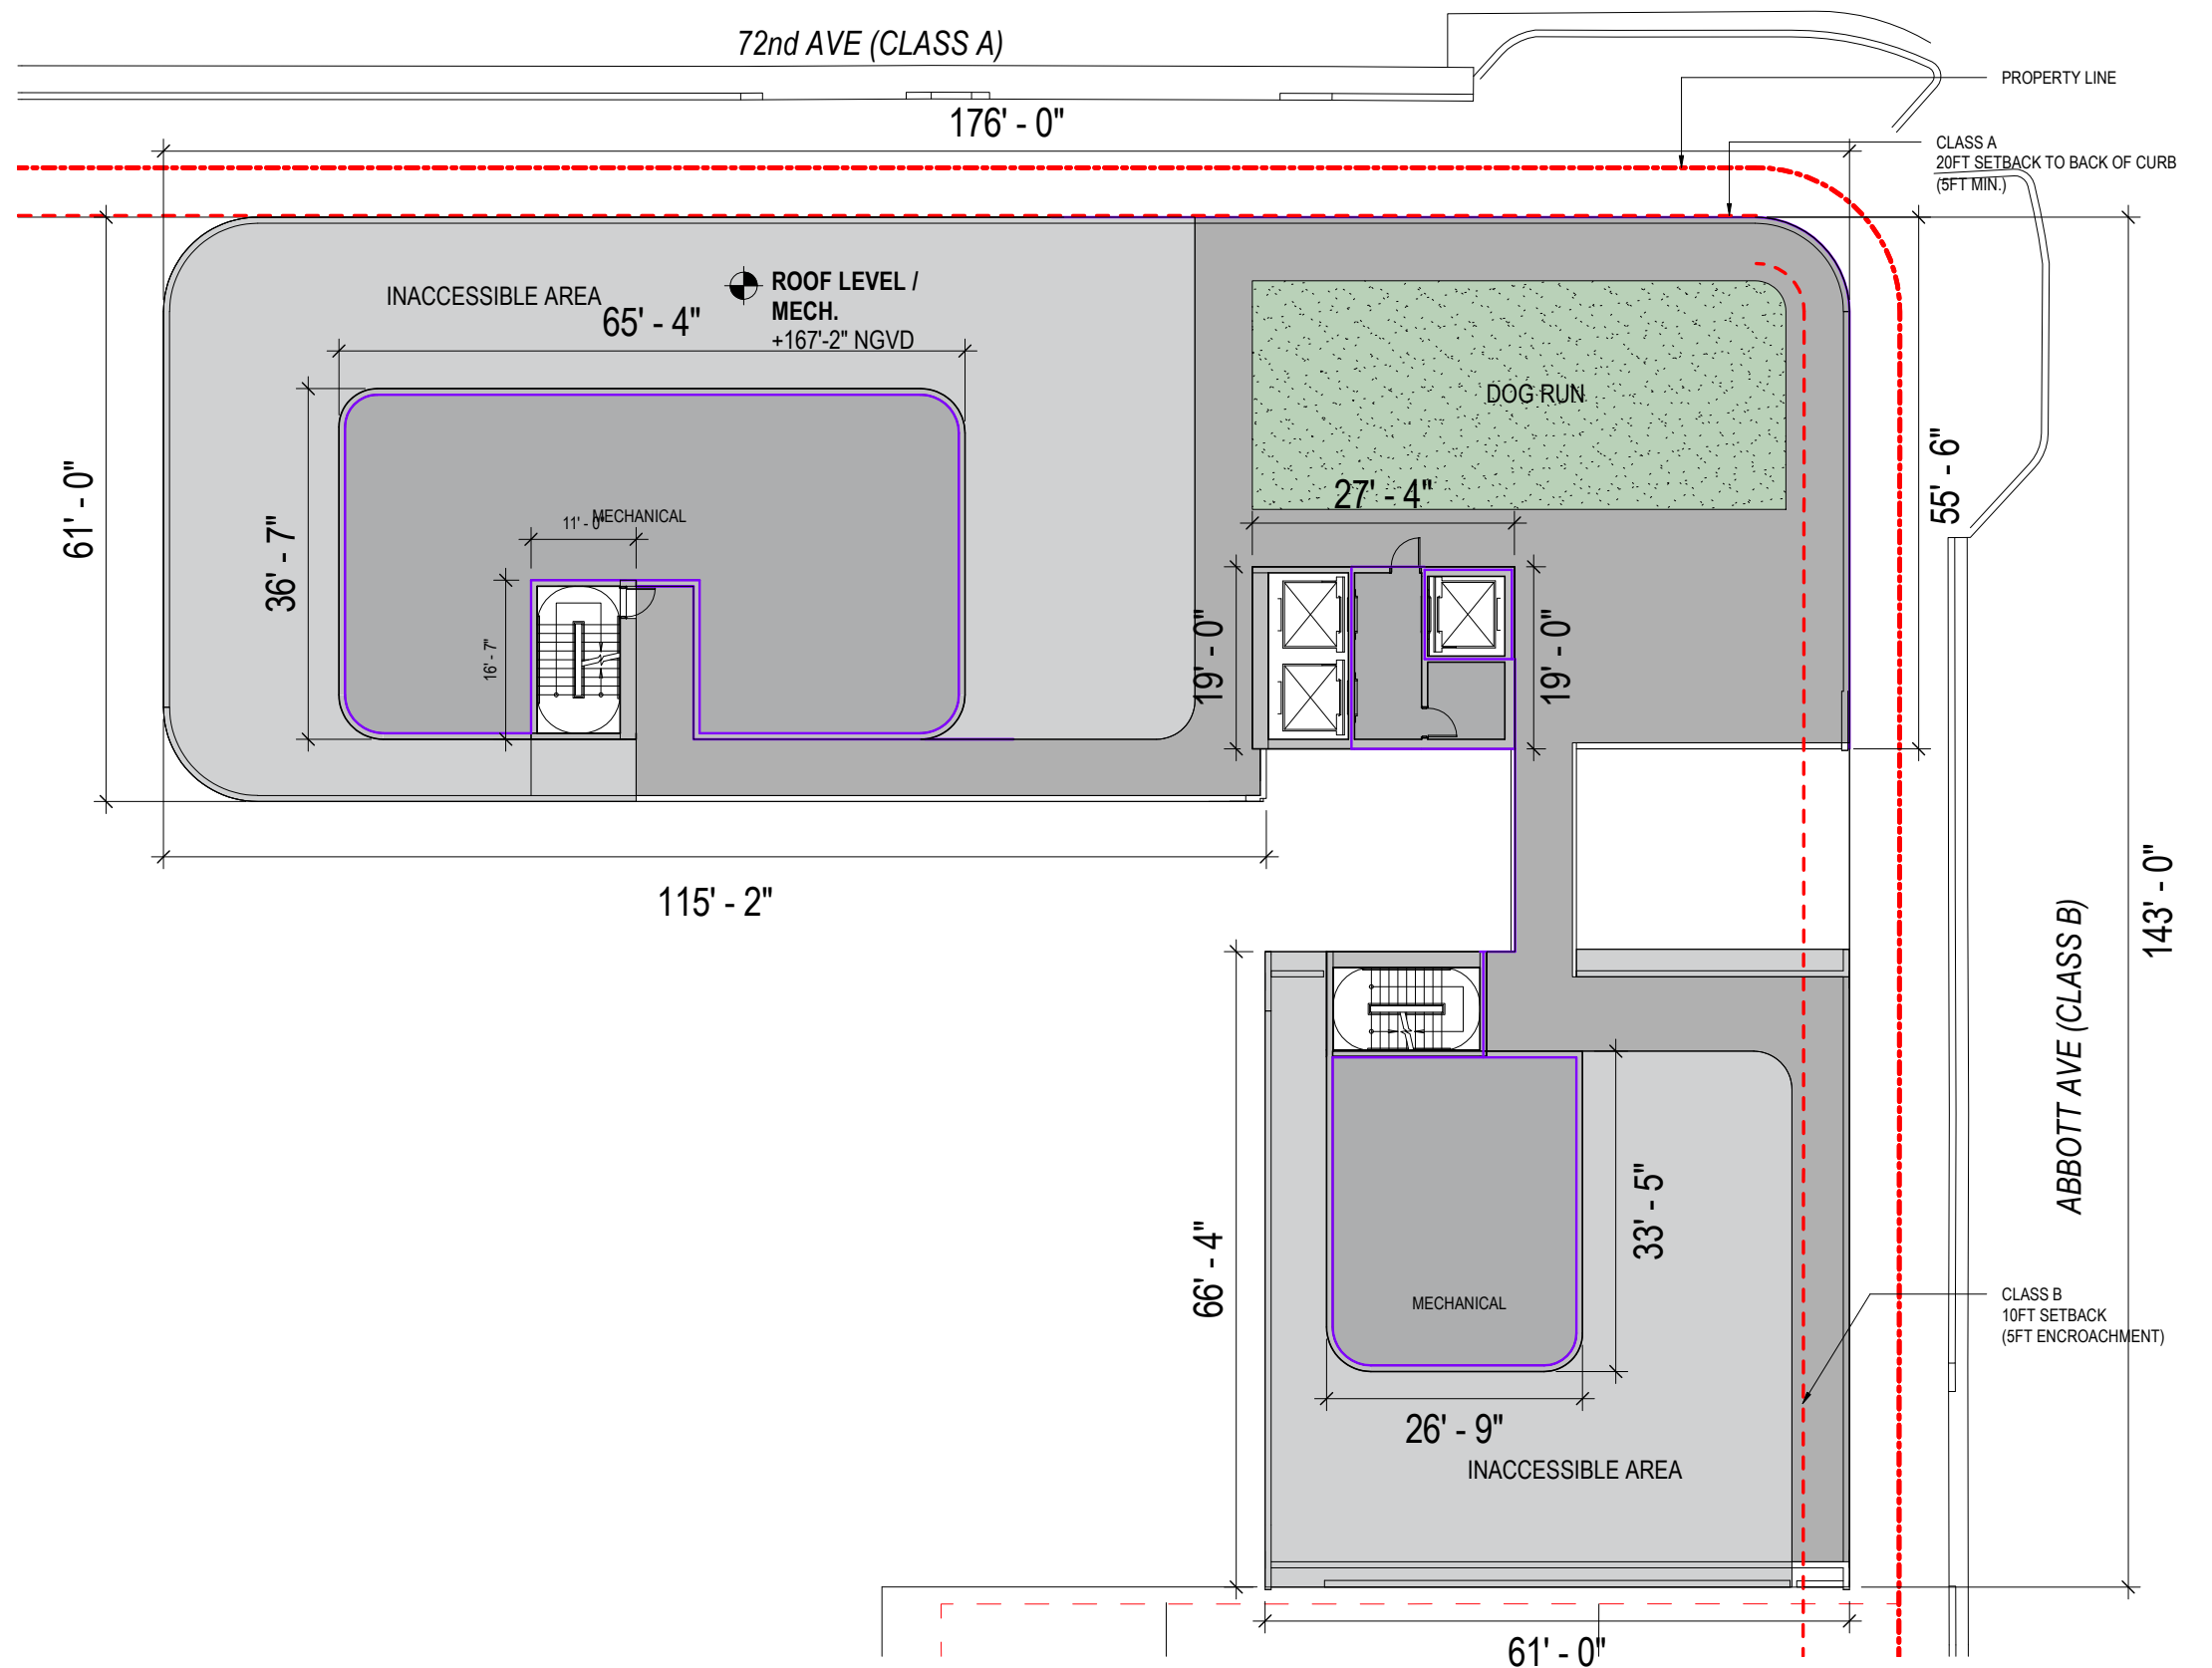 72nd AVE (CLASS A)
PROPERTY LINE
176' - 0"
CLASS A
20FT SETBACK TO BACK OF CURB
(5FT MIN.)
INACCESSIBLE AREA
ROOF LEVEL /
MECH.
+167'-2" NGVD
65' - 4"
DOG RUN
27' - 4"
55' - 6"
61' - 0"
36' - 7"
11' - 0"
MECHANICAL
16' - 7"
19' - 0"
19' - 0"
115' - 2"
143' - 0"
ABBOTT AVE (CLASS B)
66' - 4"
33' - 5"
MECHANICAL
CLASS B
10FT SETBACK
(5FT ENCROACHMENT)
26' - 9"
INACCESSIBLE AREA
61' - 0"